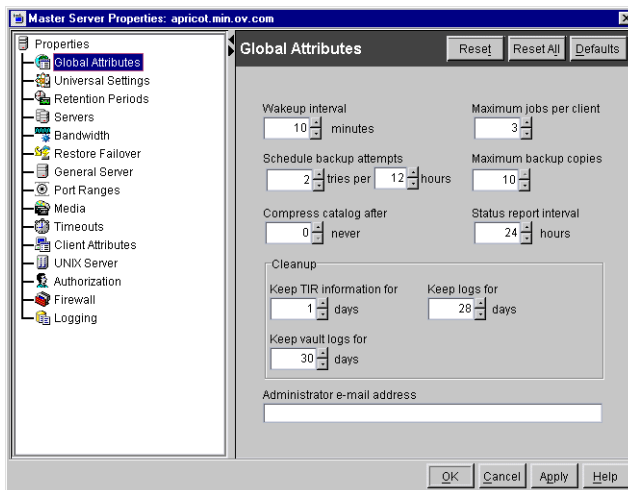 Master Server Properties: apricot.min.ov.com
Properties
Global Attributes
Universal Settings
Retention Periods
Servers
Bandwidth
Restore Failover
General Server
Port Ranges
Media
Timeouts
Client Attributes
UNIX Server
Authorization
Firewall
Logging
Global Attributes
Reset Reset All Defaults
Wakeup interval Maximum jobs per client
10 minutes 3
Schedule backup attempts Maximum backup copies
2 tries per 12 hours 10
Compress catalog after Status report interval
0 never 24 hours
Cleanup
Keep TIR information for Keep logs for
1 days 28 days
Keep vault logs for
30 days
Administrator e-mail address
OK Cancel Apply Help